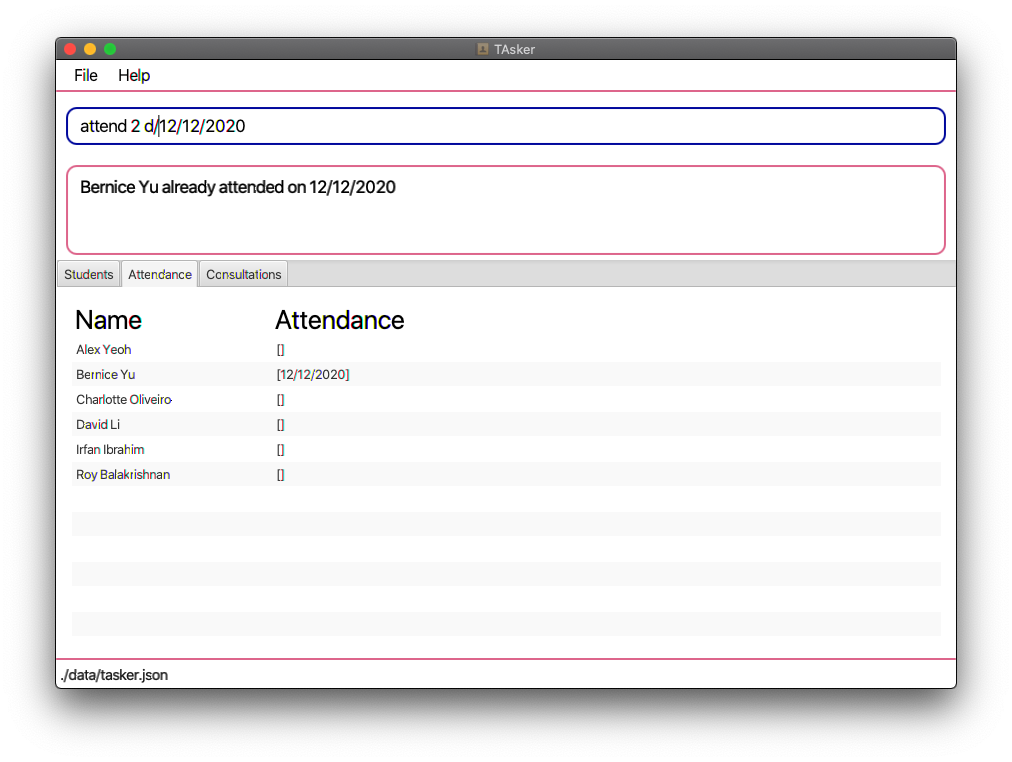 TAsker
File Help
attend 2 d/12/12/2020
Bernice Yu already attended on 12/12/2020
Students Attendance Consultations
Name Attendance
Alex Yeoh []
Bernice Yu [12/12/2020]
Charlotte Oliveiro []
David Li []
Irfan Ibrahim []
Roy Balakrishnan []
./data/tasker.json